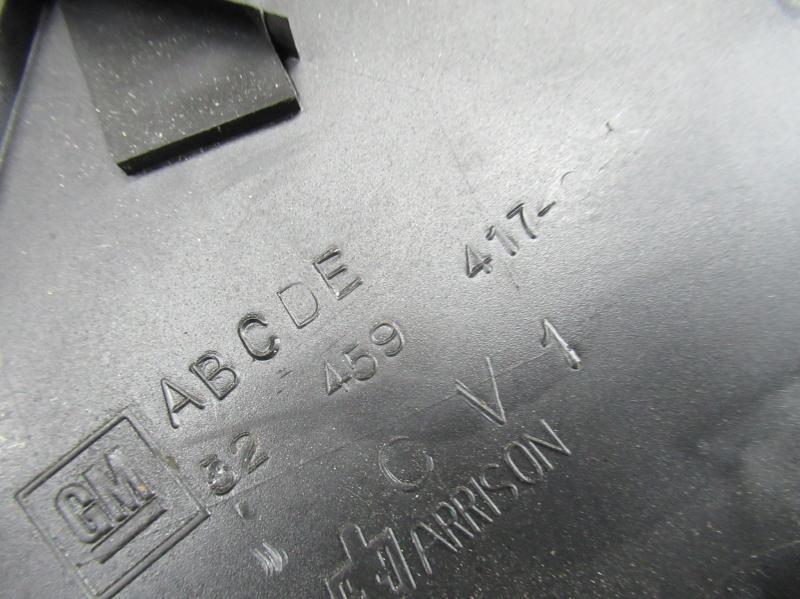 GM
ABCDE 417-
32 459
C V 1
HARRISON